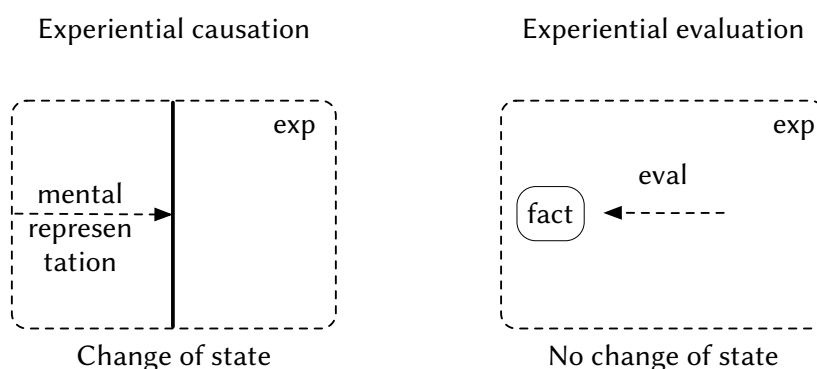 Experiential causation
exp
mental
represen
tation
Change of state
Experiential evaluation
exp
eval
fact
No change of state